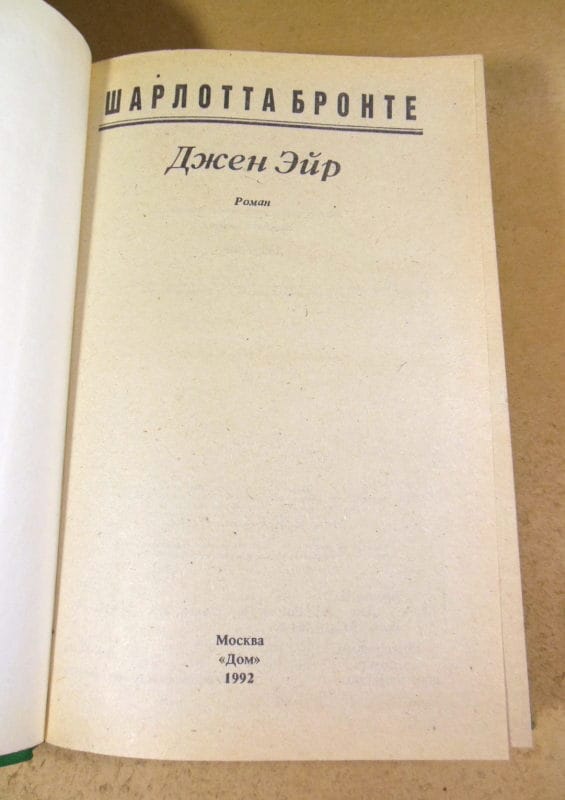 ШАРЛОТТА БРОНТЕ
Джен Эйр
Роман
Москва
«Дом»
1992